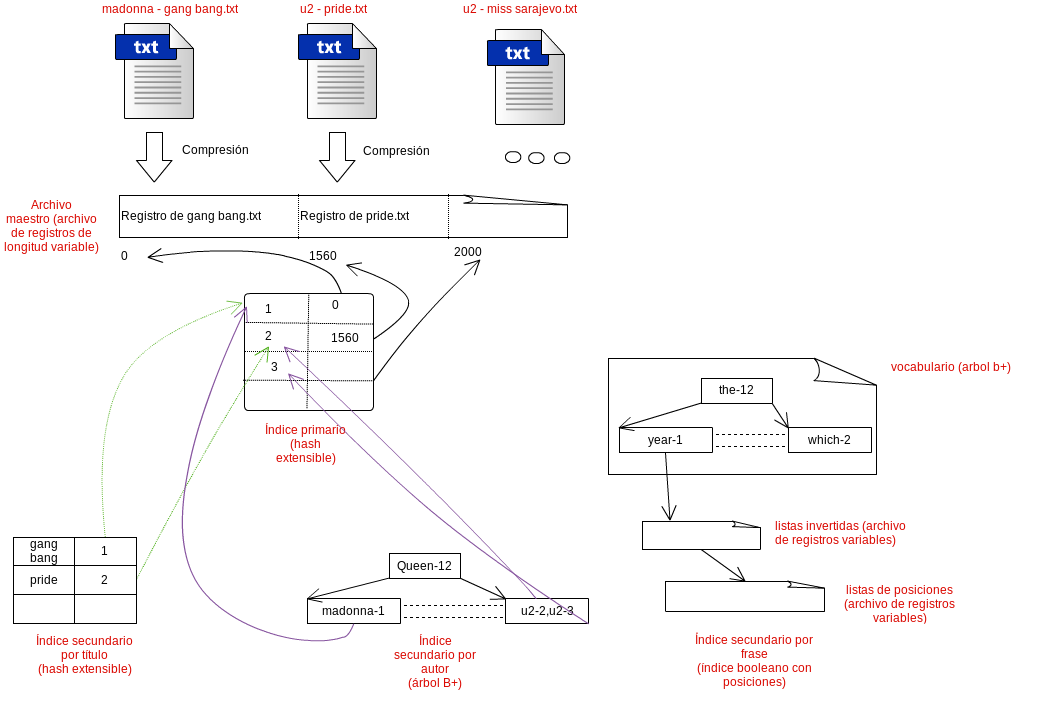 madonna - gang bang.txt
u2 - pride.txt
u2 - miss sarajevo.txt
txt
txt
txt
Compresión
Compresión
Archivo
maestro (archivo
de registros de
longitud variable)
Registro de gang bang.txt
Registro de pride.txt
0
1560
2000
1
0
2
1560
3
Índice primario
(hash
extensible)
vocabulario (arbol b+)
the-12
year-1
which-2
listas invertidas (archivo
de registros variables)
listas de posiciones
(archivo de registros
variables)
Índice secundario por
frase
(índice booleano con
posiciones)
gang
bang
1
pride
2
Índice secundario
por título
(hash extensible)
Queen-12
madonna-1
u2-2,u2-3
Índice
secundario por
autor
(árbol B+)